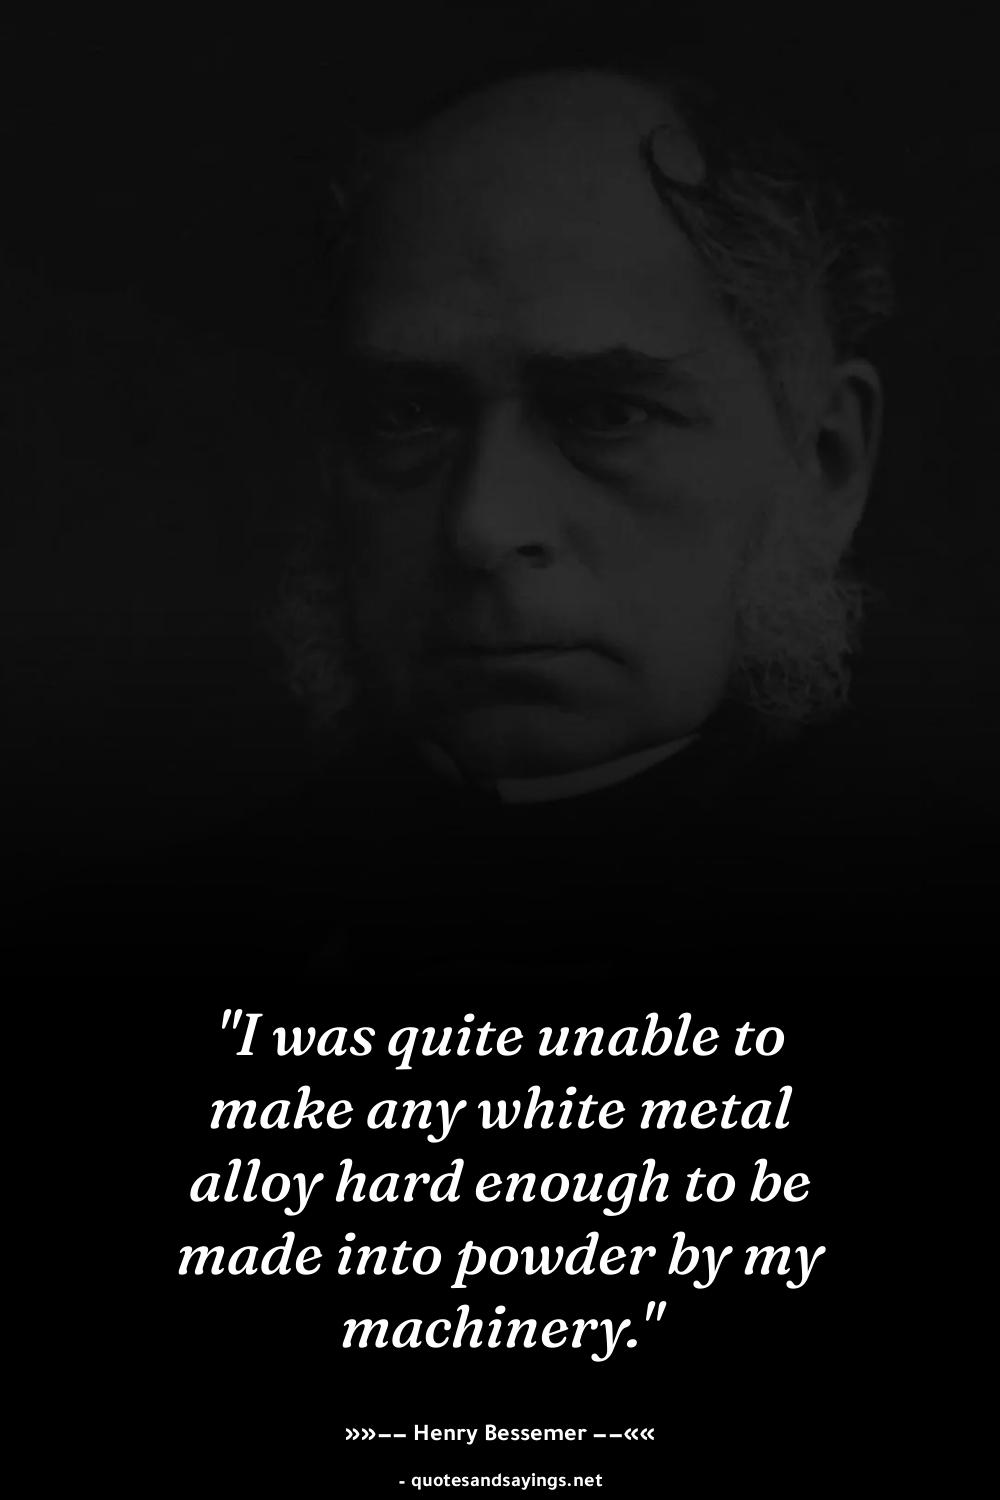 "I was quite unable to
make any white metal
alloy hard enough to be
made into powder by my
machinery."
»»–– Henry Bessemer ––««
- quotesandsayings.net